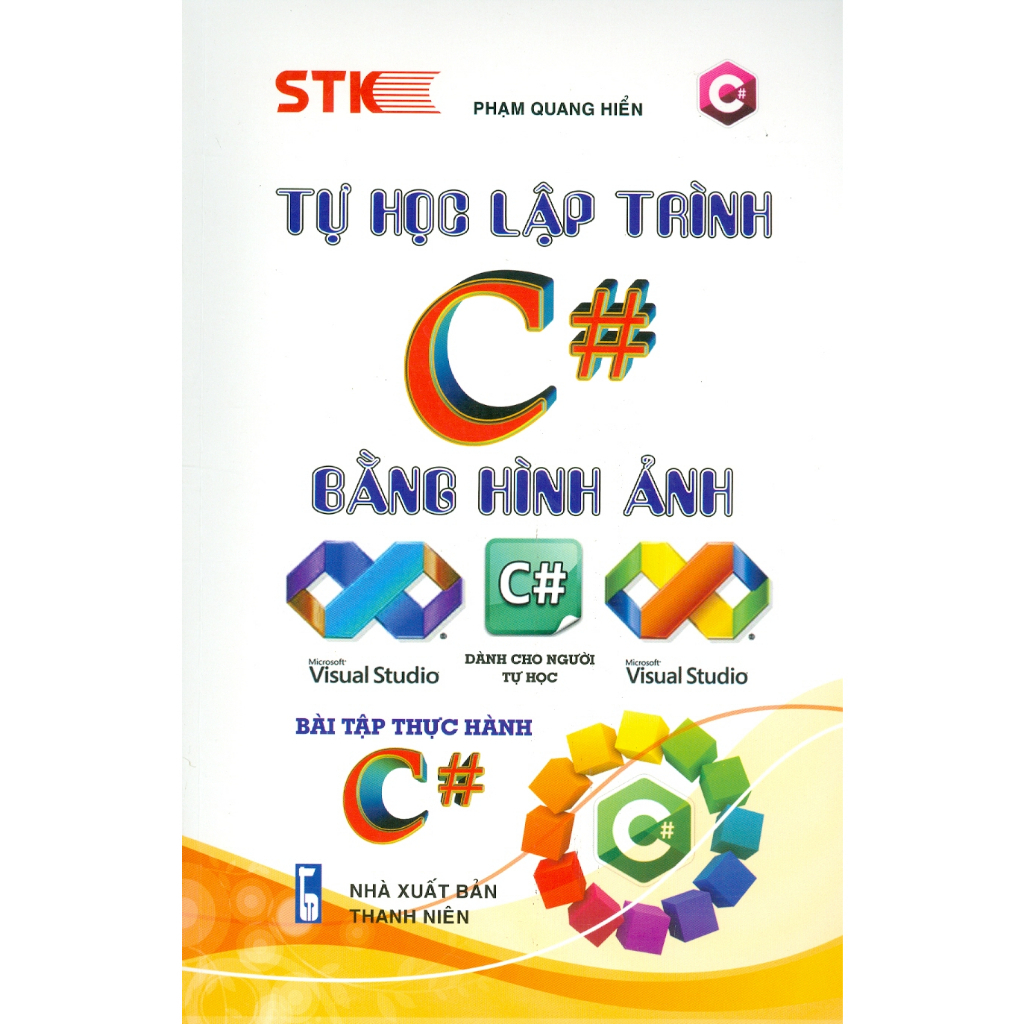 STK
PHẠM QUANG HIỂN
C#
TỰ HỌC LẬP TRÌNH
C#
BẰNG HÌNH ẢNH
C#
Microsoft®
Visual Studio®
DÀNH CHO NGƯỜI
TỰ HỌC
Microsoft®
Visual Studio®
BÀI TẬP THỰC HÀNH
C#
C#
NHÀ XUẤT BẢN
THANH NIÊN